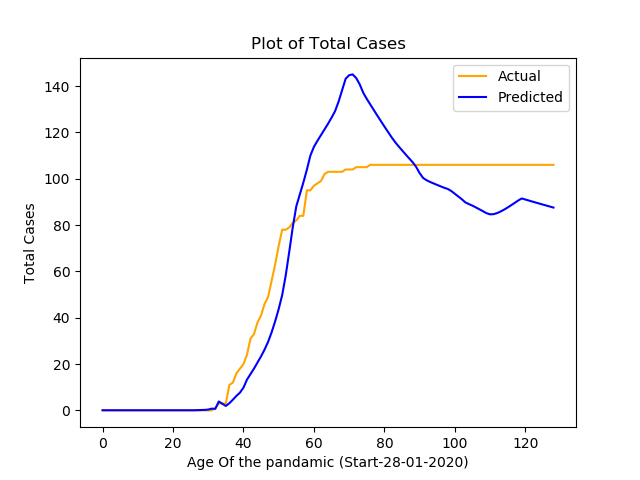 Plot of Total Cases
Actual
Predicted
Total Cases
140
120
100
80
60
40
20
0
0 20 40 60 80 100 120
Age Of the pandamic (Start-28-01-2020)